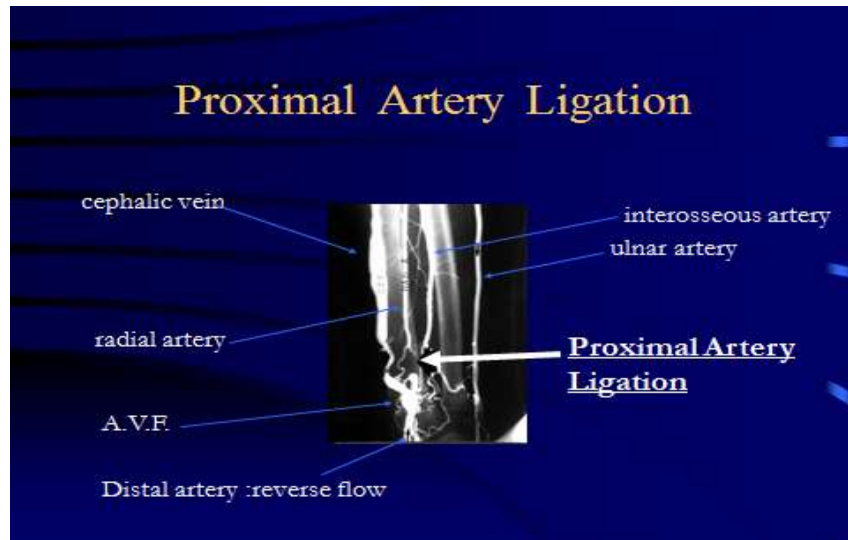 Proximal Artery Ligation
cephalic vein
interosseous artery
ulnar artery
radial artery
Proximal Artery
Ligation
A.V.F.
Distal artery :reverse flow